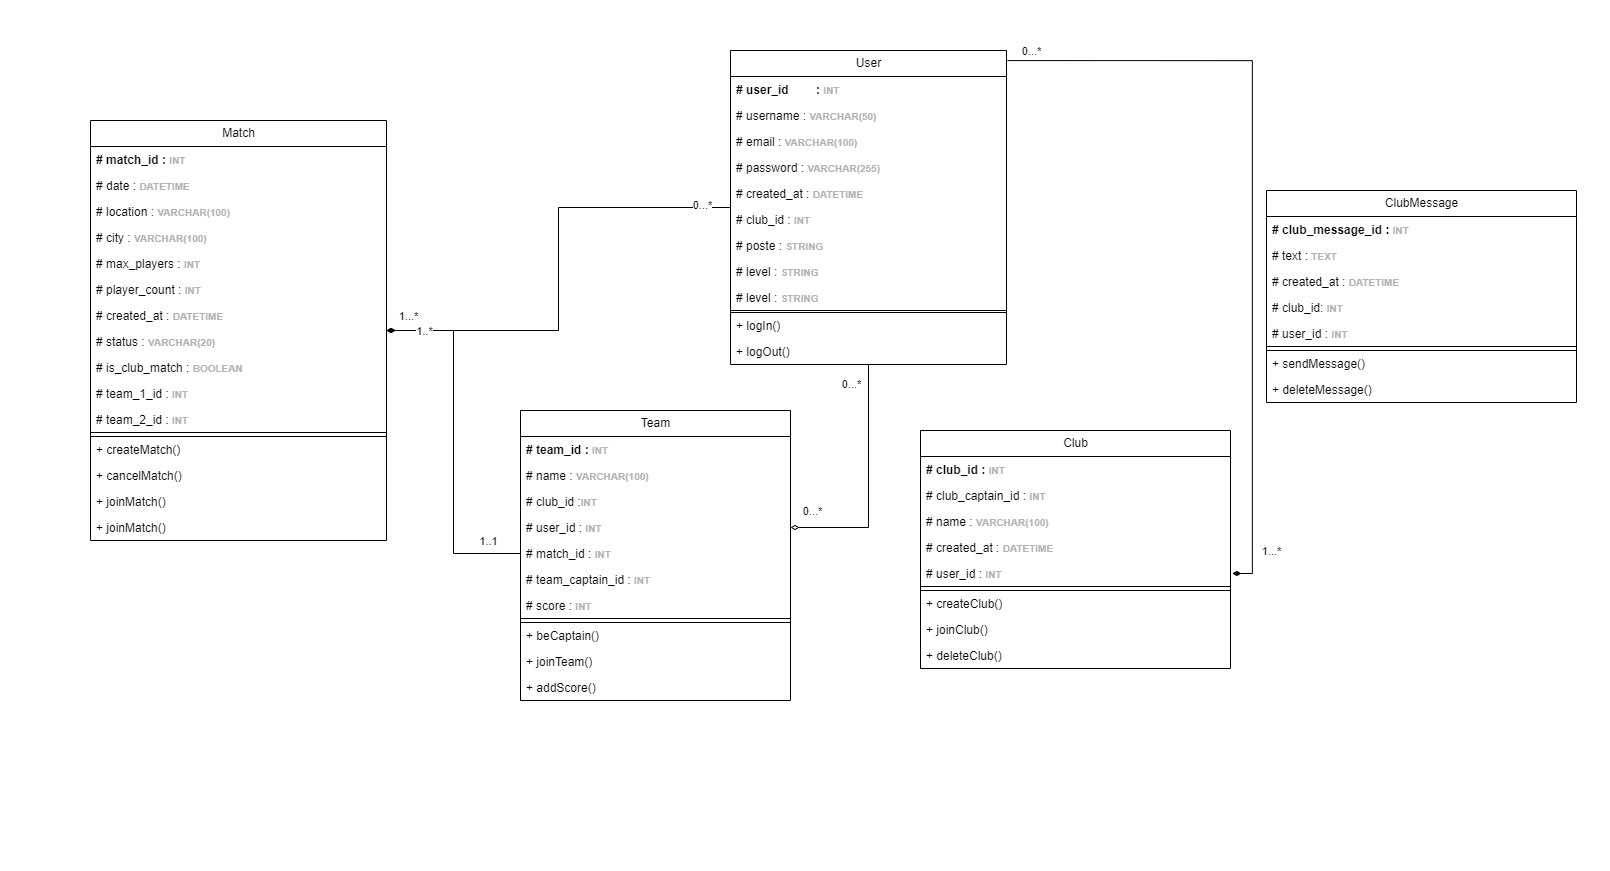 User
# user_id : INT
# username : VARCHAR(50)
# email : VARCHAR(100)
# password : VARCHAR(255)
# created_at : DATETIME
# club_id : INT
# poste : STRING
# level : STRING
# level : STRING
+ logIn()
+ logOut()
0...*
0...*
0...*
Match
# match_id : INT
# date : DATETIME
# location : VARCHAR(100)
# city : VARCHAR(100)
# max_players : INT
# player_count : INT
# created_at : DATETIME
# status : VARCHAR(20)
# is_club_match : BOOLEAN
# team_1_id : INT
# team_2_id : INT
+ createMatch()
+ cancelMatch()
+ joinMatch()
+ joinMatch()
1...*
1..*
1..1
ClubMessage
# club_message_id : INT
# text : TEXT
# created_at : DATETIME
# club_id: INT
# user_id : INT
+ sendMessage()
+ deleteMessage()
Team
# team_id : INT
# name : VARCHAR(100)
# club_id :INT
# user_id : INT
# match_id : INT
# team_captain_id : INT
# score : INT
+ beCaptain()
+ joinTeam()
+ addScore()
0...*
Club
# club_id : INT
# club_captain_id : INT
# name : VARCHAR(100)
# created_at : DATETIME
# user_id : INT
+ createClub()
+ joinClub()
+ deleteClub()
1...*